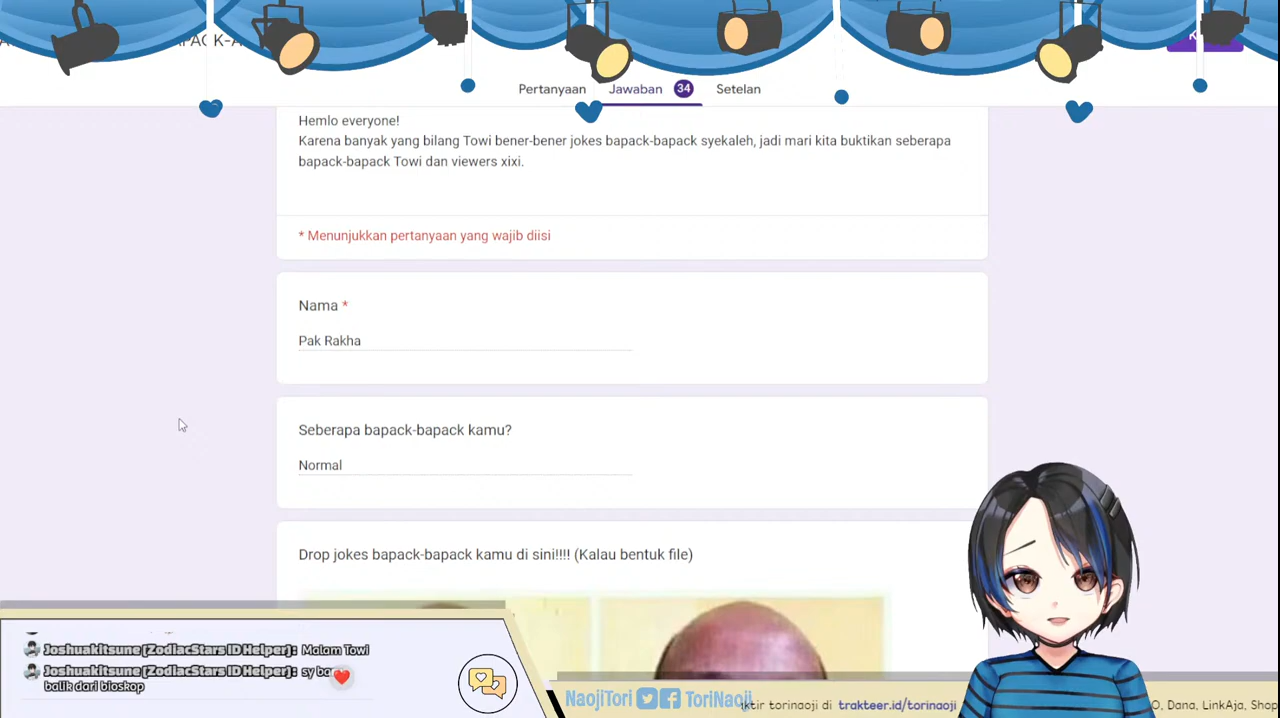 Pertanyaan Jawaban 34 Setelan
Hemlo everyone!
Karena banyak yang bilang Towi bener-bener jokes bapack-bapack syekaleh, jadi mari kita buktikan seberapa
bapack-bapack Towi dan viewers xixi.
* Menunjukkan pertanyaan yang wajib diisi
Nama *
Pak Rakha
Seberapa bapack-bapack kamu?
Normal
Drop jokes bapack-bapack kamu di sini!!!! (Kalau bentuk file)
Joshuakitsune [ZodiacStars ID Helper]: Malam Towi
Joshuakitsune [ZodiacStars ID Helper]: sy
balik dari bioskop
NaojiTori ToriNaoji
torinaoji di trakteer.id/torinaoji
O, Dana, LinkAja, Shop